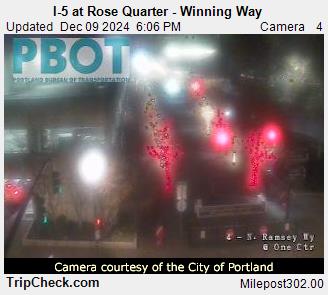 I-5 at Rose Quarter - Winning Way
Updated Dec 09 2024 6:06 PM Camera 4
PBOT
PORTLAND BUREAU OF TRANSPORTATION
4 - N. Ramsey Wy
@ One Ctr
Camera courtesy of the City of Portland
TripCheck.com Milepost302.00